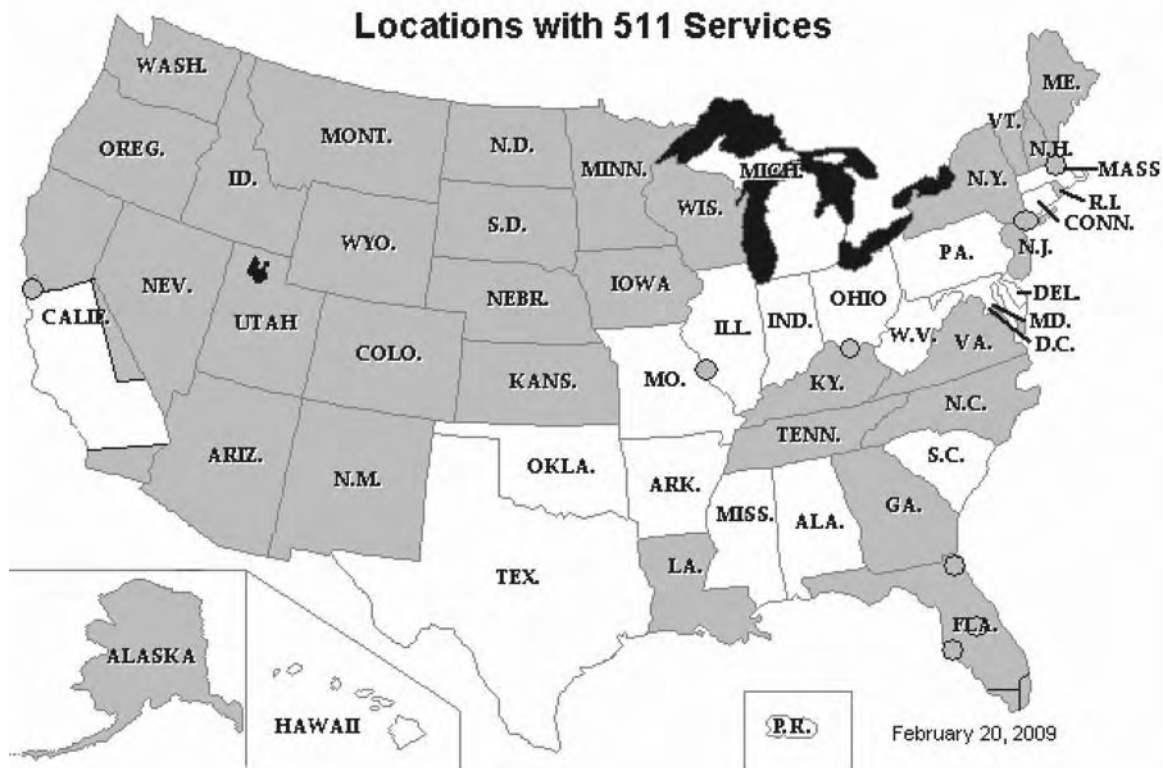 Locations with 511 Services
WASH.
ME.
MONT.
N.D.
VT.
OREG.
MINN.
N.H.
MICH.
MASS
ID.
N.Y.
R.I.
WIS.
S.D.
CONN.
WYO.
PA.
N.J.
NEV.
NEBR.
IOWA
OHIO
DEL.
CALIF.
UTAH
ILL.
IND.
MD.
W.V.
D.C.
COLO.
VA.
KANS.
MO.
KY.
N.C.
TENN.
ARIZ.
OKLA.
S.C.
N.M.
ARK.
GA.
MISS.
ALA.
TEX.
LA.
FLA.
ALASKA
HAWAII
P.R.
February 20, 2009